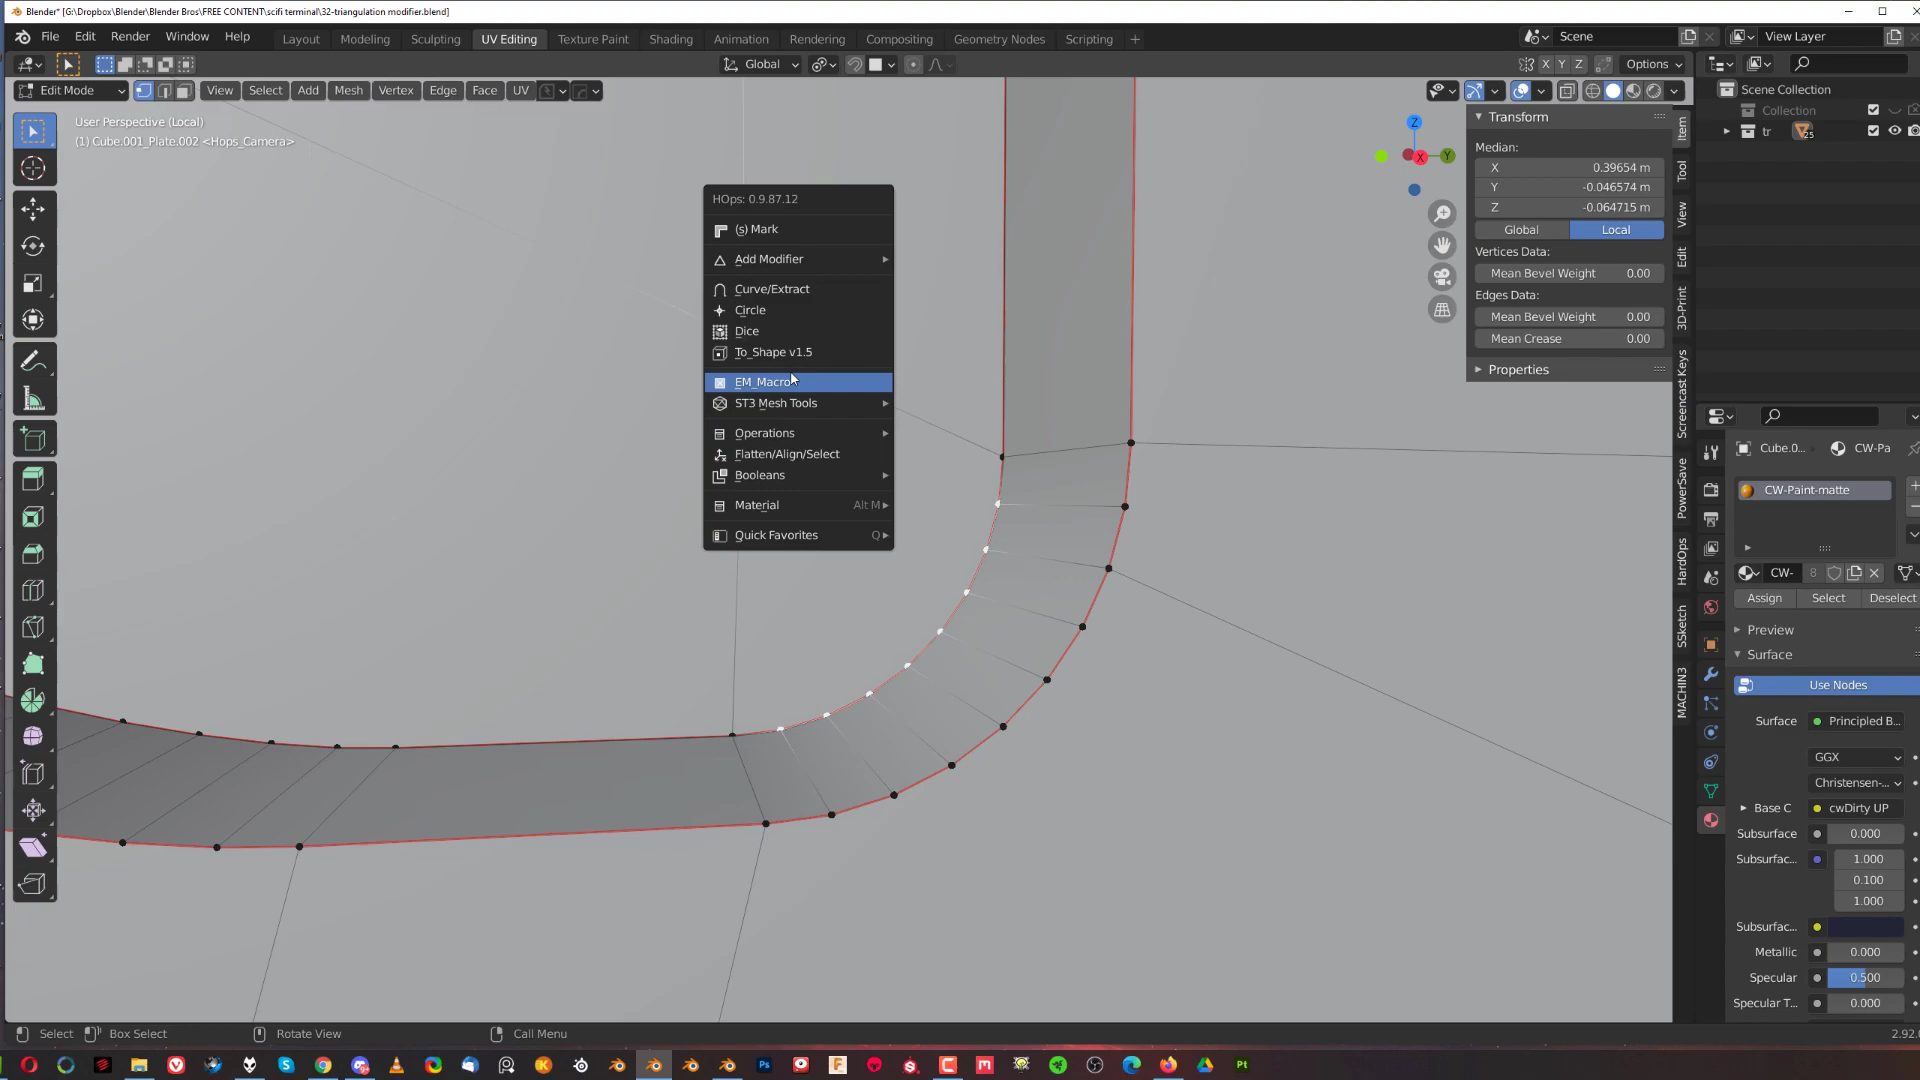 Blender* [G:\Dropbox\Blender\Blender Bros\FREE CONTENT\scifi terminal\32-triangulation modifier.blend]
File Edit Render Window Help
Layout Modeling Sculpting UV Editing Texture Paint Shading Animation Rendering Compositing Geometry Nodes Scripting +
Scene
View Layer
Global
X Y Z
Options
Edit Mode
View Select Add Mesh Vertex Edge Face UV
User Perspective (Local)
(1) Cube.001_Plate.002 <Hops_Camera>
HOps: 0.9.87.12
(s) Mark
Add Modifier
Curve/Extract
Circle
Dice
To_Shape v1.5
EM_Macro
ST3 Mesh Tools
Operations
Flatten/Align/Select
Booleans
Material Alt M
Quick Favorites Q
Z
Y
X
Transform
Median:
X 0.39654 m
Y -0.046574 m
Z -0.064715 m
Global Local
Vertices Data:
Mean Bevel Weight 0.00
Edges Data:
Mean Bevel Weight 0.00
Mean Crease 0.00
Properties
Item
Tool
View
Edit
3D-Print
Screencast Keys
PowerSave
HardOps
SSketch
MACHIN3
Scene Collection
Collection
tr 25
Cube.0... CW-Pa
CW-Paint-matte
CW- 8
Assign Select Deselect
Preview
Surface
Use Nodes
Surface Principled B...
GGX
Christensen-...
Base C cwDirty UP
Subsurface 0.000
Subsurfac... 1.000
0.100
1.000
Subsurfac...
Metallic 0.000
Specular 0.500
Specular T... 0.000
Select Box Select Rotate View Call Menu
2.92.
Ps
Pt